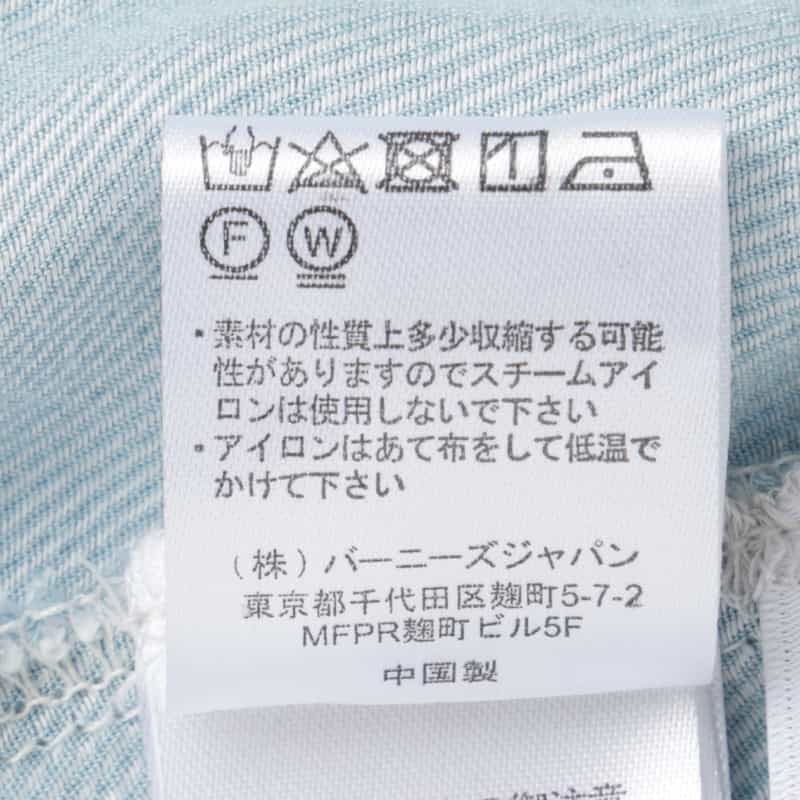 F W
・素材の性質上多少収縮する可能
性がありますのでスチームアイ
ロンは使用しないで下さい
・アイロンはあて布をして低温で
かけて下さい
（株）バーニーズジャパン
東京都千代田区麹町5-7-2
MFPR麹町ビル5F
中国製